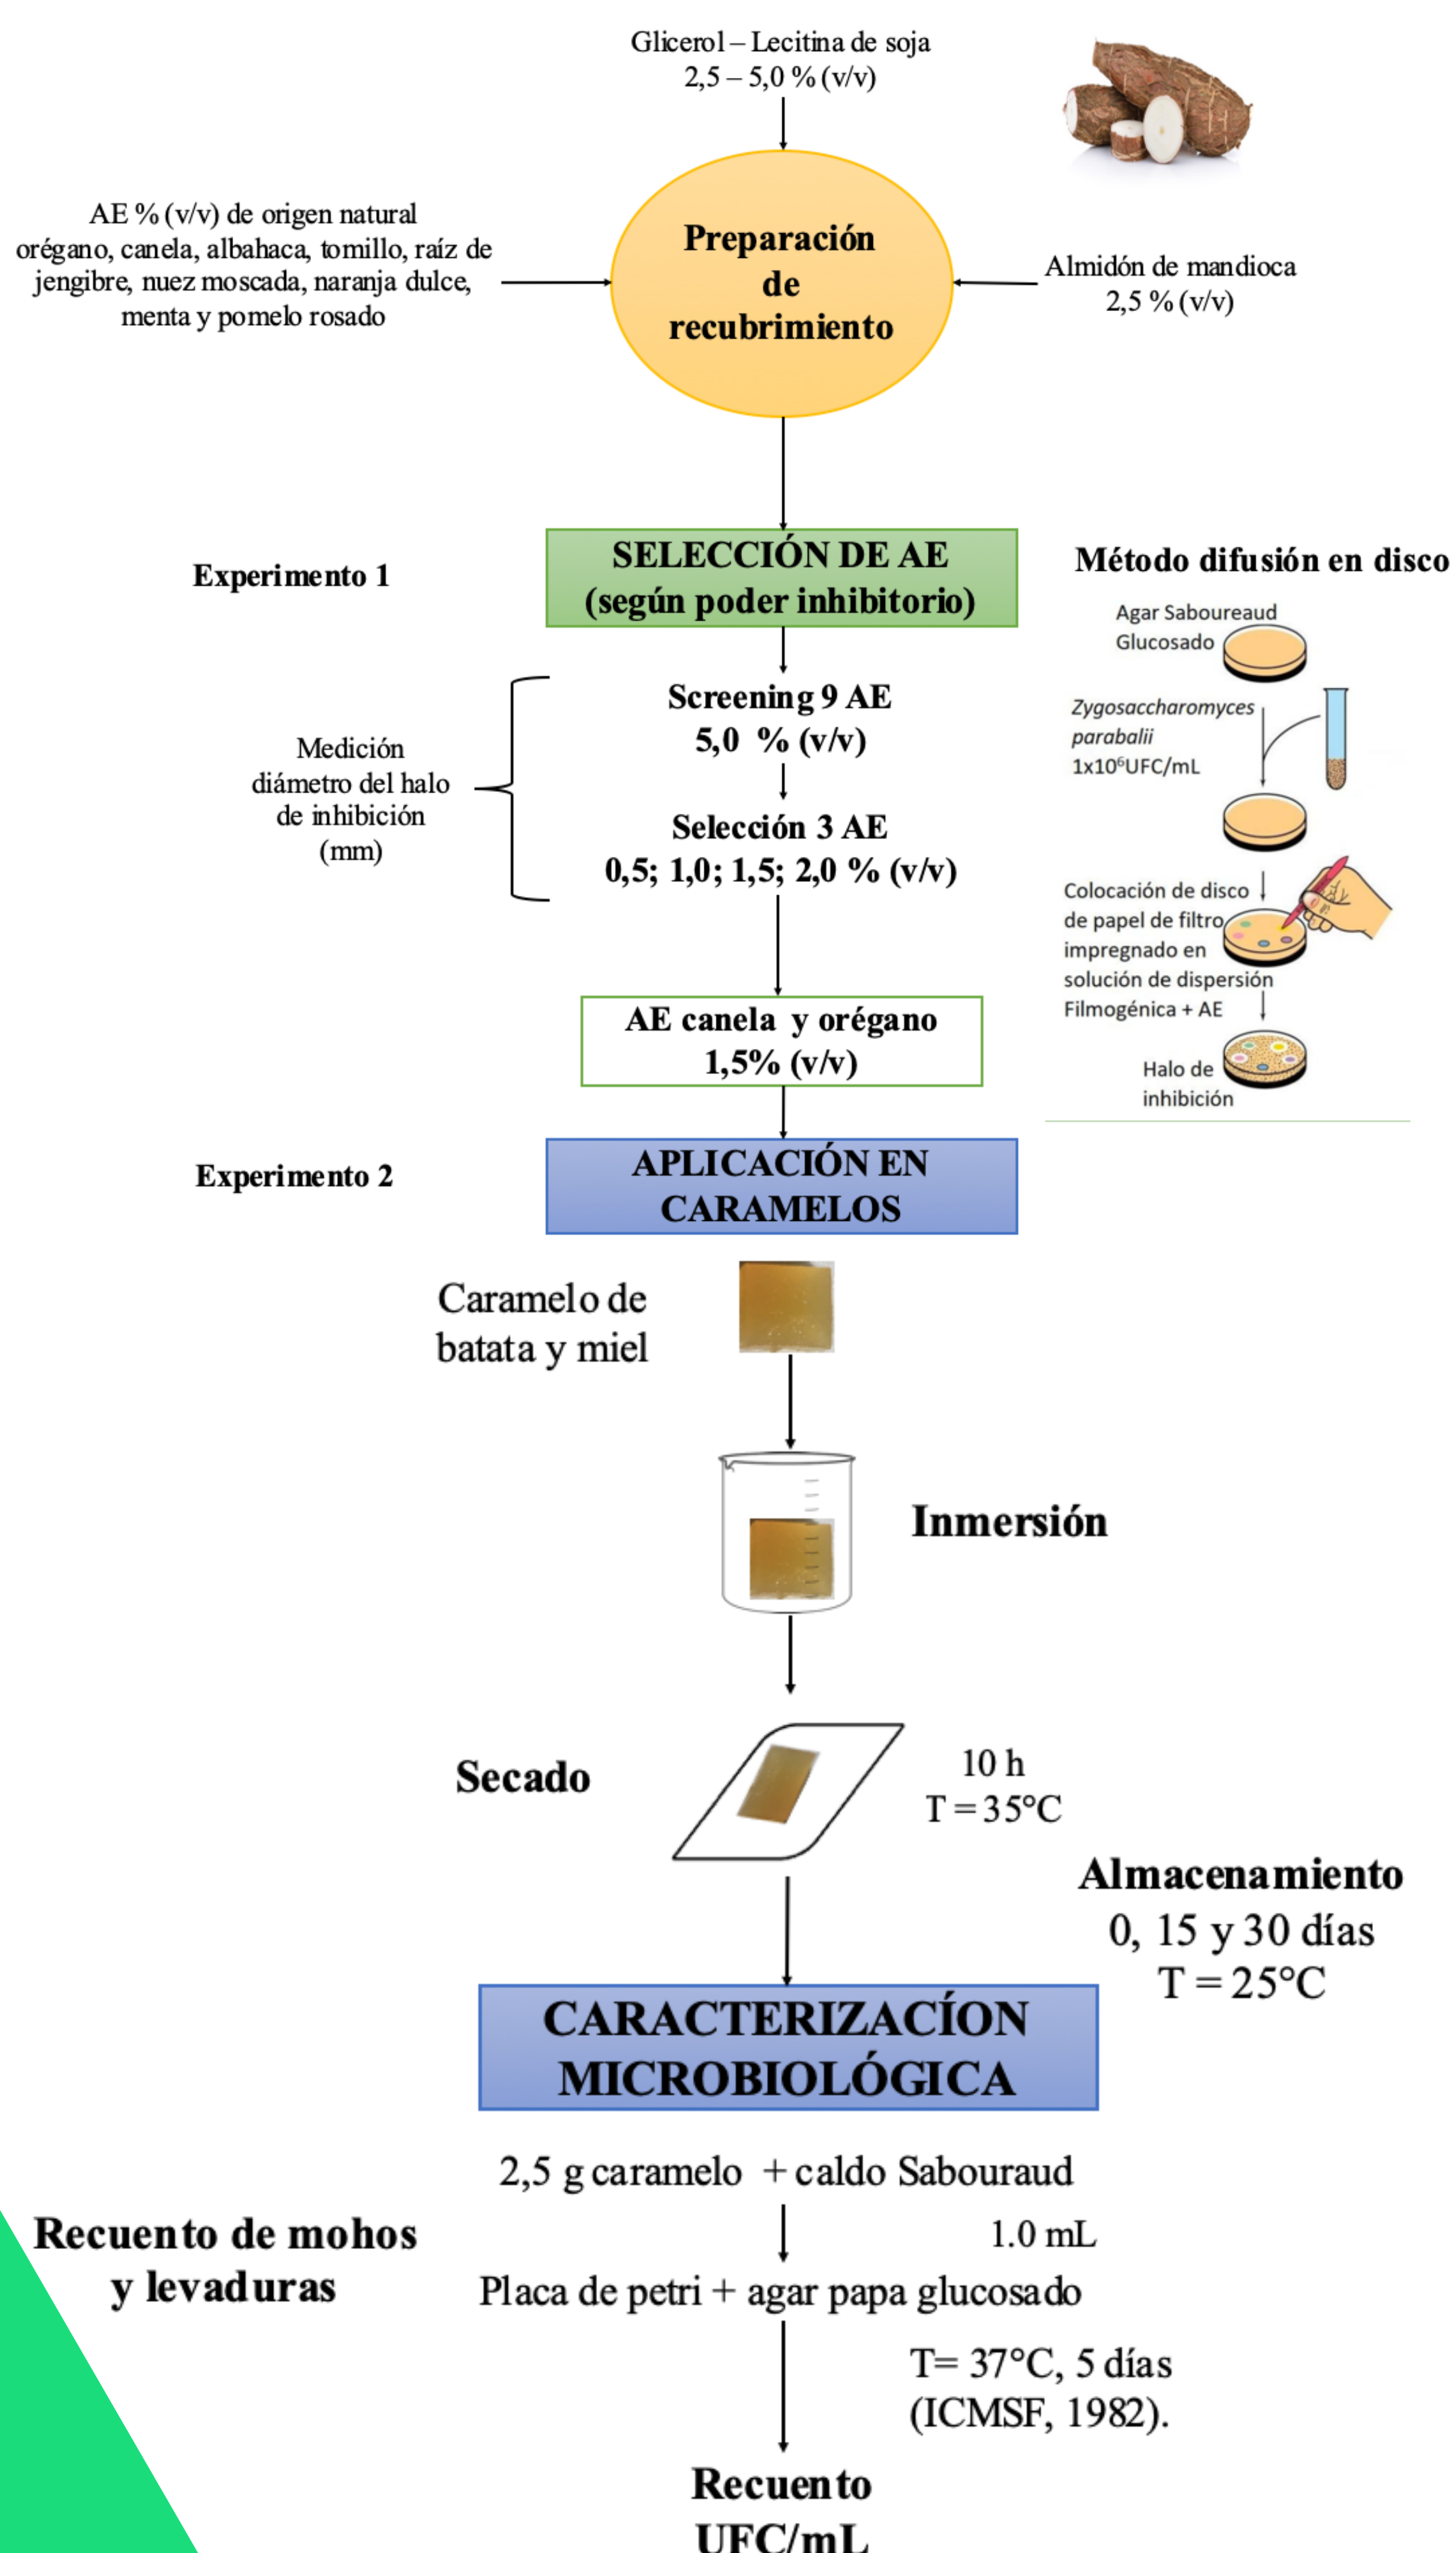 Glicerol – Lecitina de soja
2,5 – 5,0 % (v/v)
AE % (v/v) de origen natural
orégano, canela, albahaca, tomillo, raíz de
jengibre, nuez moscada, naranja dulce,
menta y pomelo rosado
Preparación
de
recubrimiento
Almidón de mandioca
2,5 % (v/v)
Experimento 1
SELECCIÓN DE AE
(según poder inhibitorio)
Screening 9 AE
5,0 % (v/v)
Medición
diámetro del halo
de inhibición
(mm)
Selección 3 AE
0,5; 1,0; 1,5; 2,0 % (v/v)
AE canela y orégano
1,5% (v/v)
Método difusión en disco
Agar Saboureaud
Glucosado
Zygosaccharomyces
parabalii
1x10⁶UFC/mL
Colocación de disco
de papel de filtro
impregnado en
solución de dispersión
Filmogénica + AE
Halo de
inhibición
Experimento 2
APLICACIÓN EN
CARAMELOS
Caramelo de
batata y miel
Inmersión
Secado
10 h
T = 35°C
Almacenamiento
0, 15 y 30 días
T = 25°C
CARACTERIZACÍON
MICROBIOLÓGICA
2,5 g caramelo + caldo Sabouraud
1.0 mL
Recuento de mohos
y levaduras
Placa de petri + agar papa glucosado
T= 37°C, 5 días
(ICMSF, 1982).
Recuento
UFC/mL